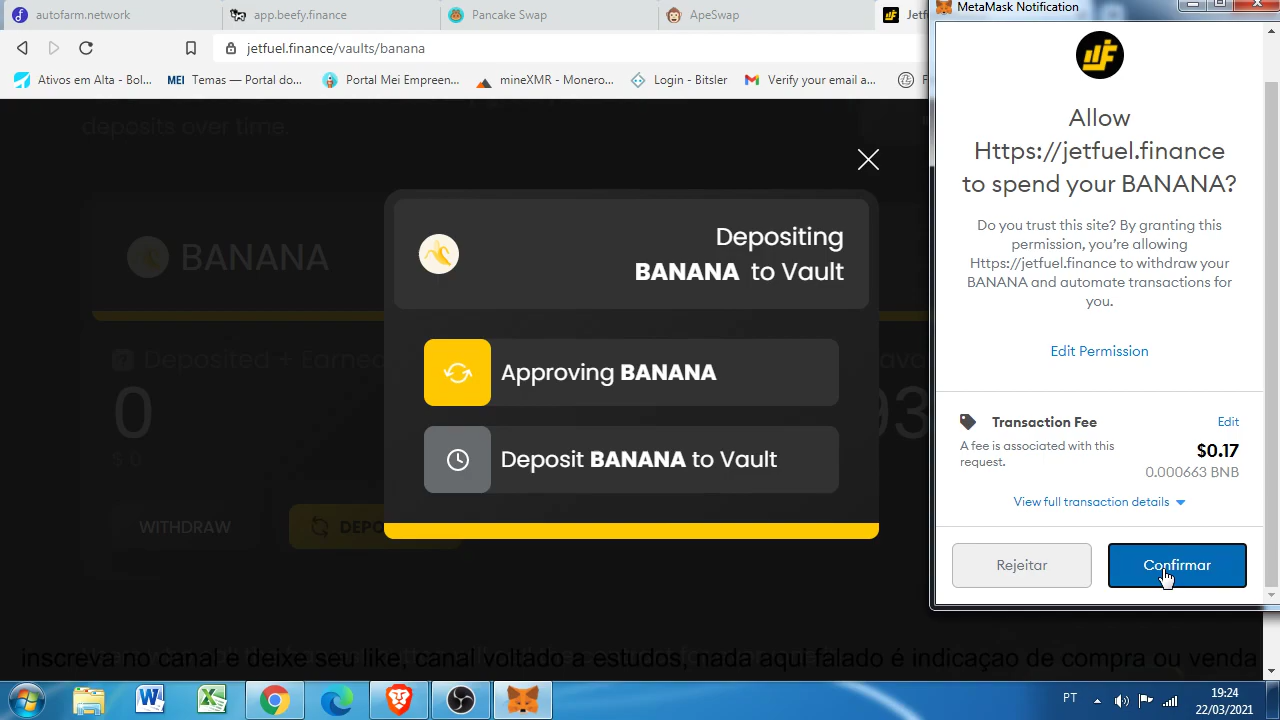 autofarm.network
app.beefy.finance
Pancake Swap
ApeSwap
MetaMask Notification
jetfuel.finance/vaults/banana
Ativos em Alta - Bol...
MEI Temas — Portal do...
Portal Mei Empreen...
mineXMR - Monero...
Login - Bitsler
Verify your email a...
deposits over time.
BANANA
Deposited + Earned
0
$ 0
WITHDRAW
Depositing
BANANA to Vault
Approving BANANA
Deposit BANANA to Vault
Allow
Https://jetfuel.finance
to spend your BANANA?
Do you trust this site? By granting this
permission, you're allowing
Https://jetfuel.finance to withdraw your
BANANA and automate transactions for
you.
Edit Permission
Transaction Fee
Edit
A fee is associated with this
request.
$0.17
0.000663 BNB
View full transaction details
Rejeitar
Confirmar
inscreva no canal e deixe seu like, canal voltado a estudos, nada aqui falado é indicaçao de compra ou venda
PT
19:24
22/03/2021